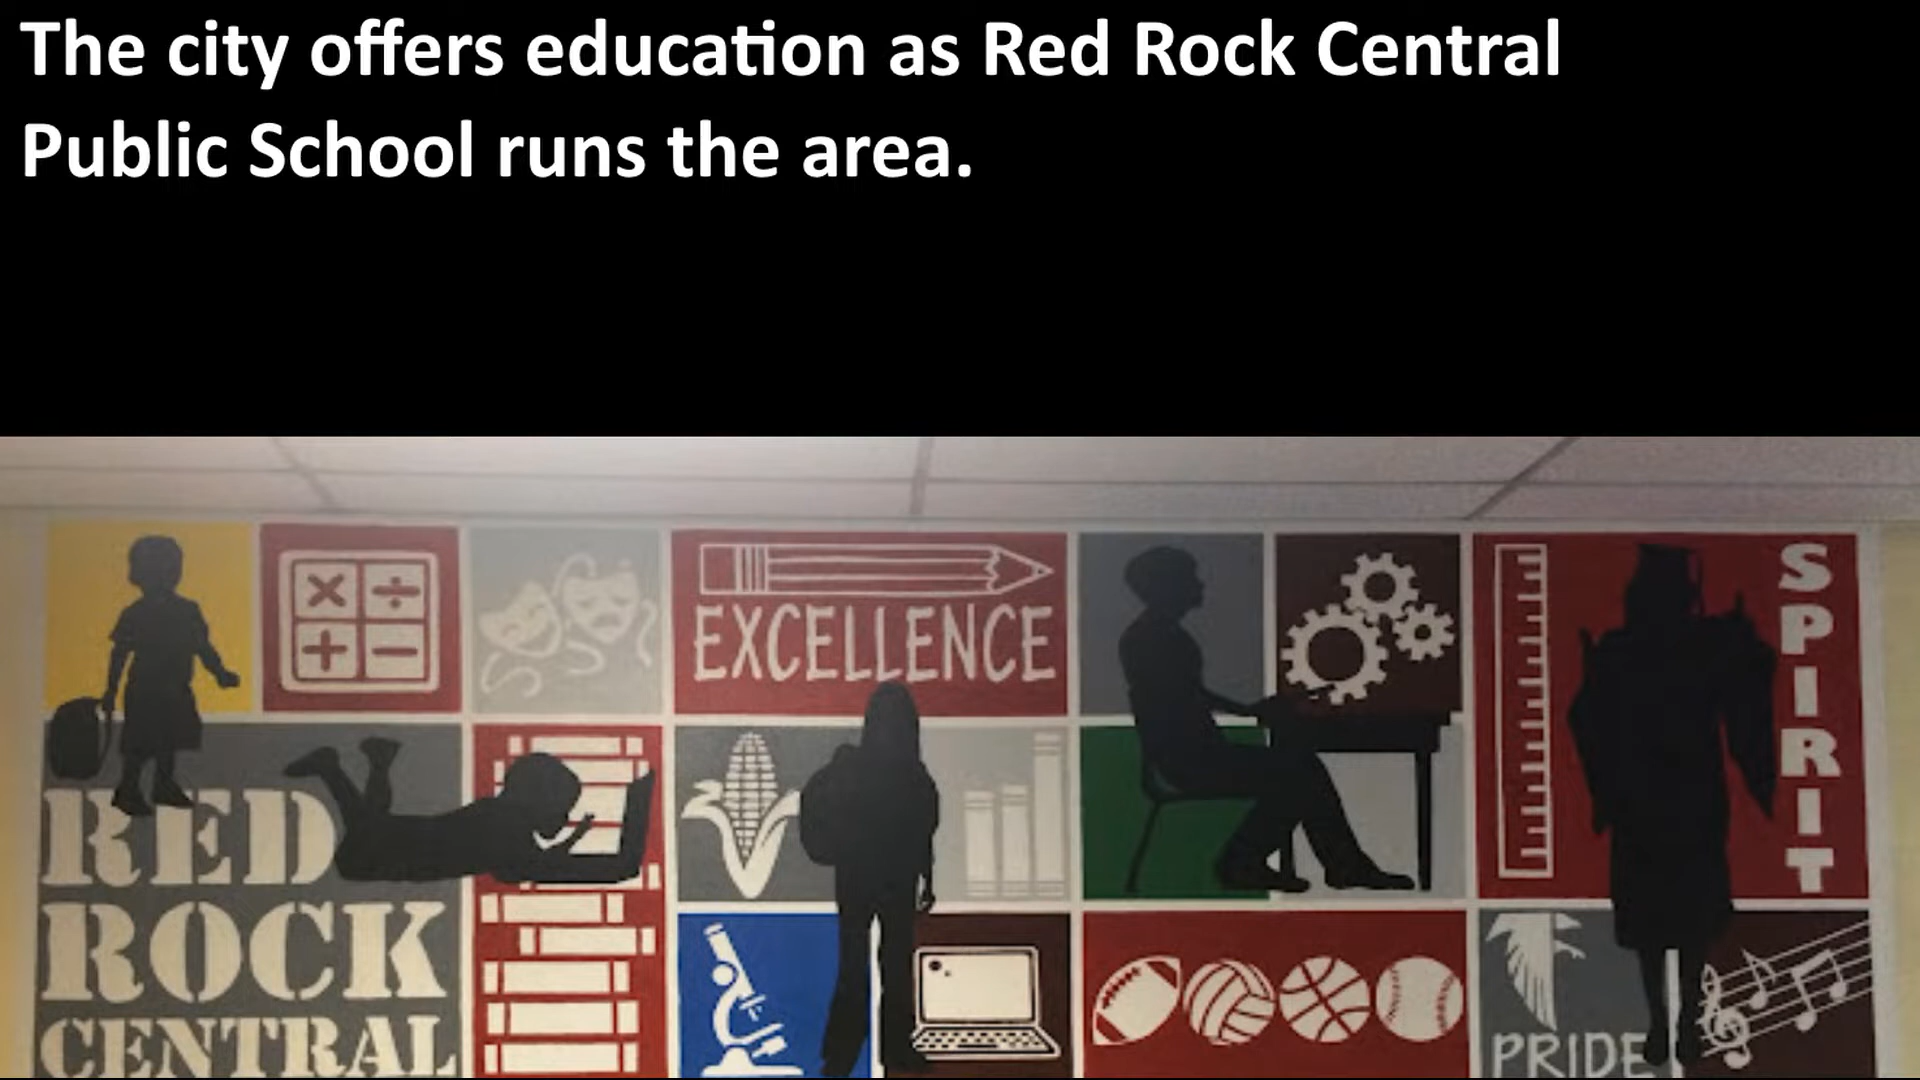 The city offers education as Red Rock Central
Public School runs the area.
EXCELLENCE
SPIRIT
RED
ROCK
CENTRAL
PRIDE